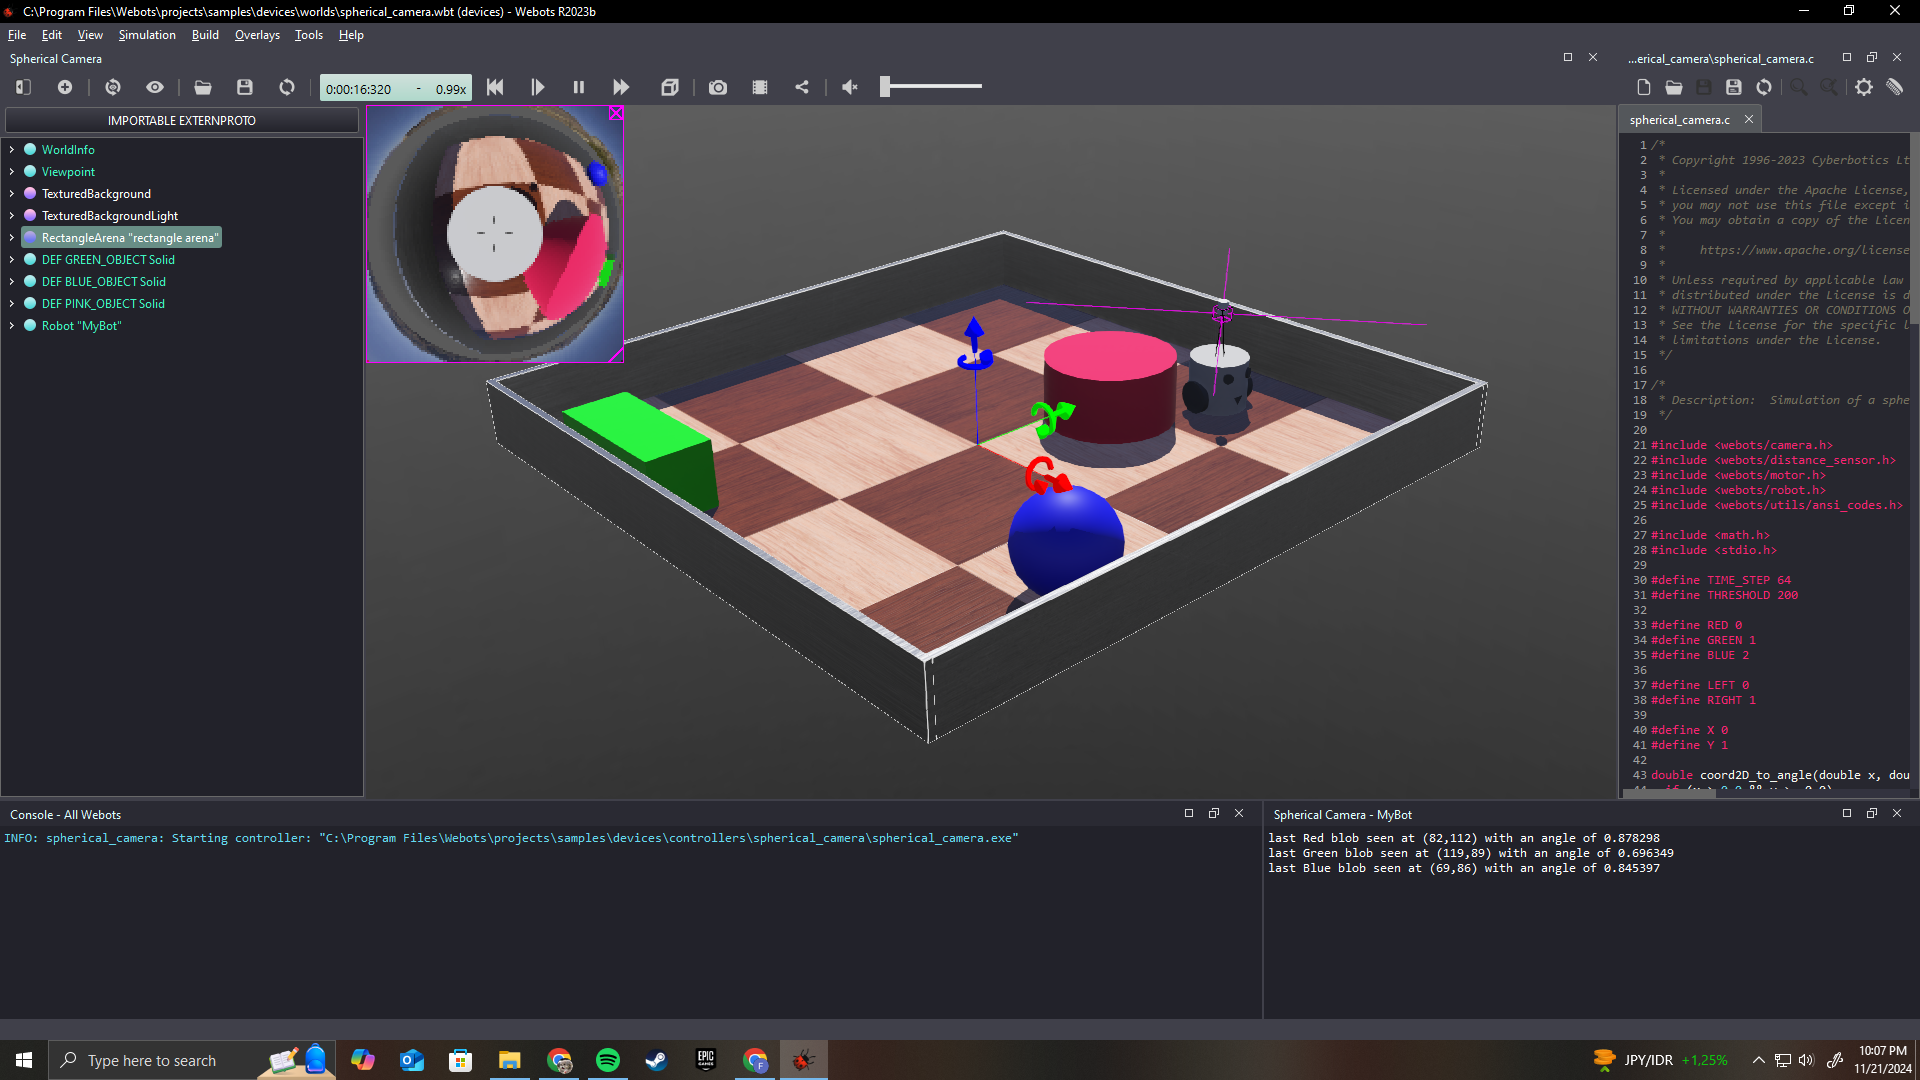 C:\Program Files\Webots\projects\samples\devices\worlds\spherical_camera.wbt (devices) - Webots R2023b
File Edit View Simulation Build Overlays Tools Help
Spherical Camera
...erical_camera\spherical_camera.c
0:00:16:320 - 0.99x
IMPORTABLE EXTERNPROTO
WorldInfo
Viewpoint
TexturedBackground
TexturedBackgroundLight
RectangleArena "rectangle arena"
DEF GREEN_OBJECT Solid
DEF BLUE_OBJECT Solid
DEF PINK_OBJECT Solid
Robot "MyBot"
spherical_camera.c
1 /*
2 * Copyright 1996-2023 Cyberbotics Lt
3 *
4 * Licensed under the Apache License,
5 * you may not use this file except i
6 * You may obtain a copy of the Licen
7 *
8 * https://www.apache.org/license
9 *
10 * Unless required by applicable law
11 * distributed under the License is d
12 * WITHOUT WARRANTIES OR CONDITIONS O
13 * See the License for the specific l
14 * limitations under the License.
15 */
16
17 /*
18 * Description: Simulation of a sphe
19 */
20
21 #include <webots/camera.h>
22 #include <webots/distance_sensor.h>
23 #include <webots/motor.h>
24 #include <webots/robot.h>
25 #include <webots/utils/ansi_codes.h>
26
27 #include <math.h>
28 #include <stdio.h>
29
30 #define TIME_STEP 64
31 #define THRESHOLD 200
32
33 #define RED 0
34 #define GREEN 1
35 #define BLUE 2
36
37 #define LEFT 0
38 #define RIGHT 1
39
40 #define X 0
41 #define Y 1
42
43 double coord2D_to_angle(double x, dou
Console - All Webots
INFO: spherical_camera: Starting controller: "C:\Program Files\Webots\projects\samples\devices\controllers\spherical_camera\spherical_camera.exe"
Spherical Camera - MyBot
last Red blob seen at (82,112) with an angle of 0.878298
last Green blob seen at (119,89) with an angle of 0.696349
last Blue blob seen at (69,86) with an angle of 0.845397
Type here to search
EPIC GAMES
JPY/IDR +1,25%
10:07 PM
11/21/2024